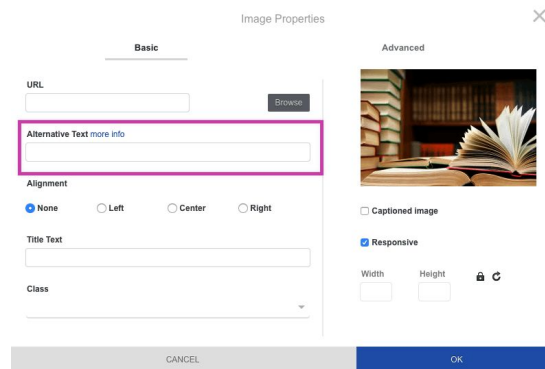 Image Properties
Basic
Advanced
URL
Browse
Alternative Text more info
Alignment
None Left Center Right
Captioned image
Title Text
Responsive
Width Height
Class
CANCEL
OK